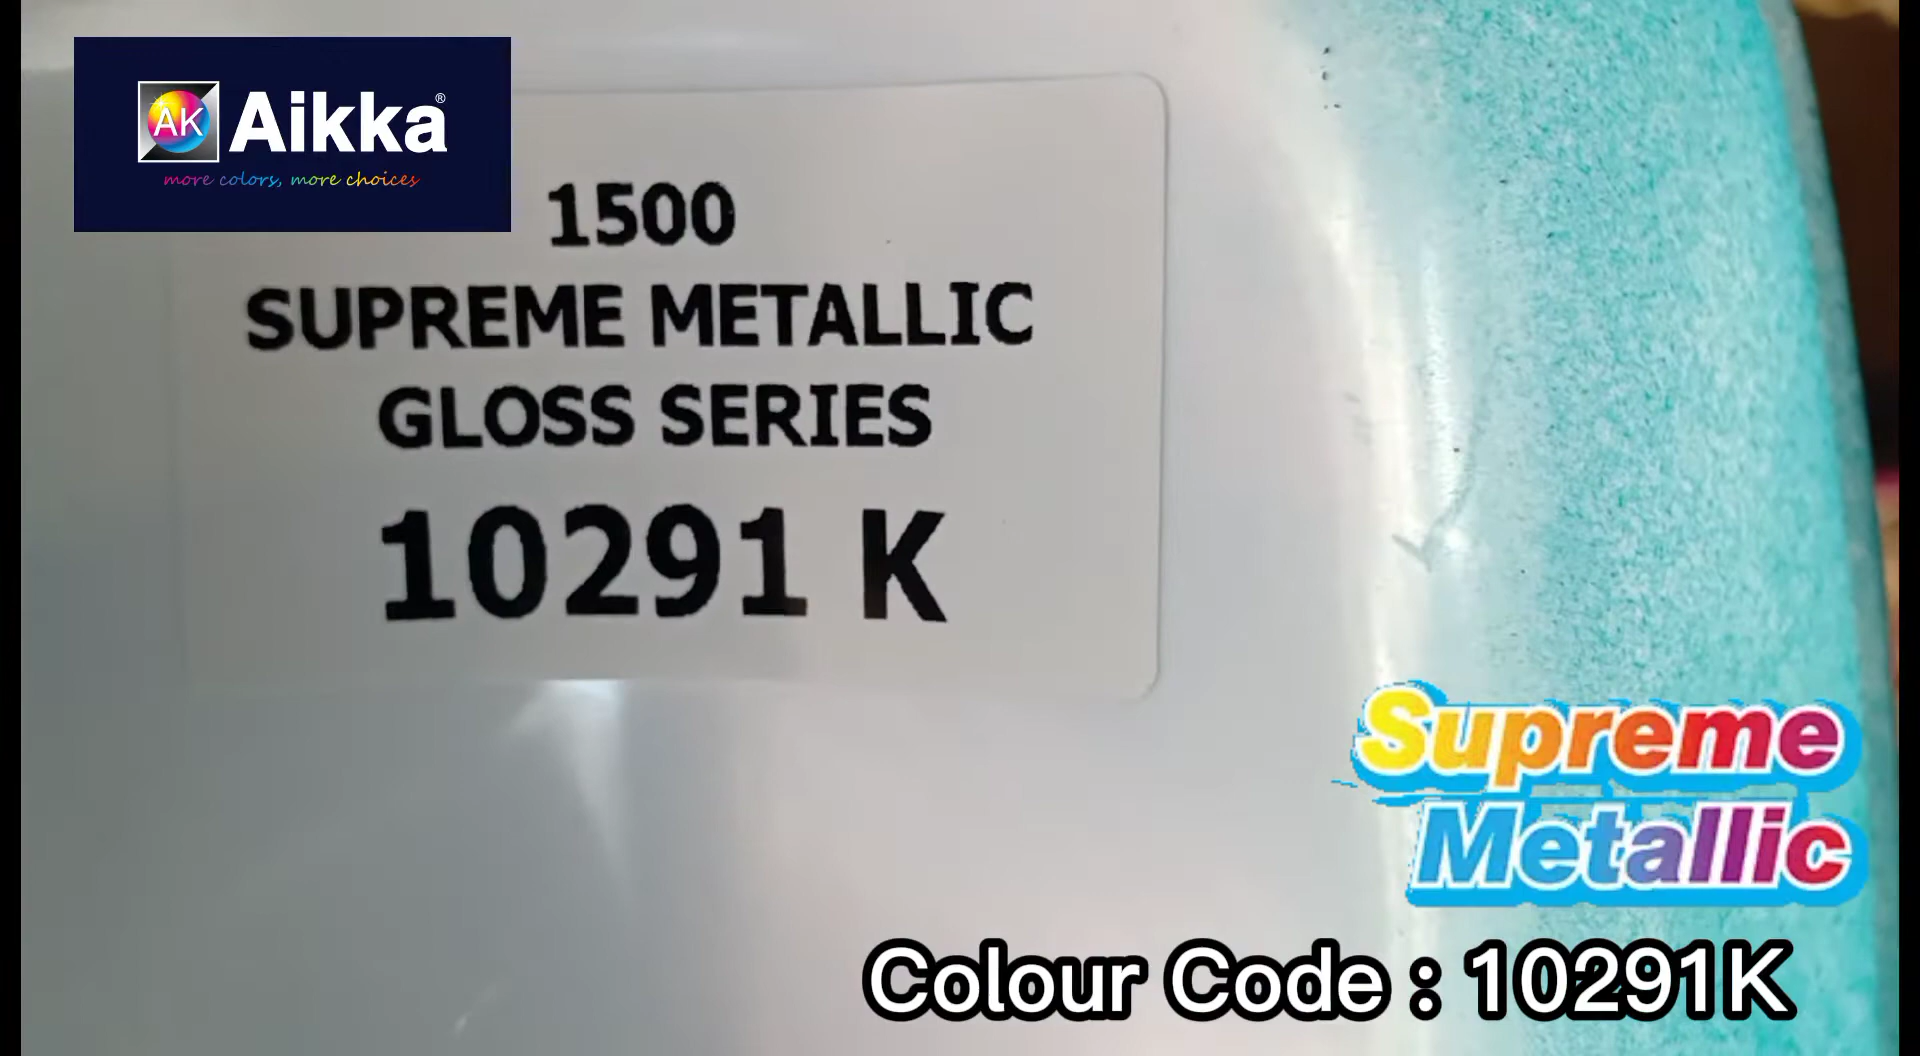 AK Aikka®
more colors, more choices
1500
SUPREME METALLIC
GLOSS SERIES
10291 K
Supreme
Metallic
Colour Code : 10291K